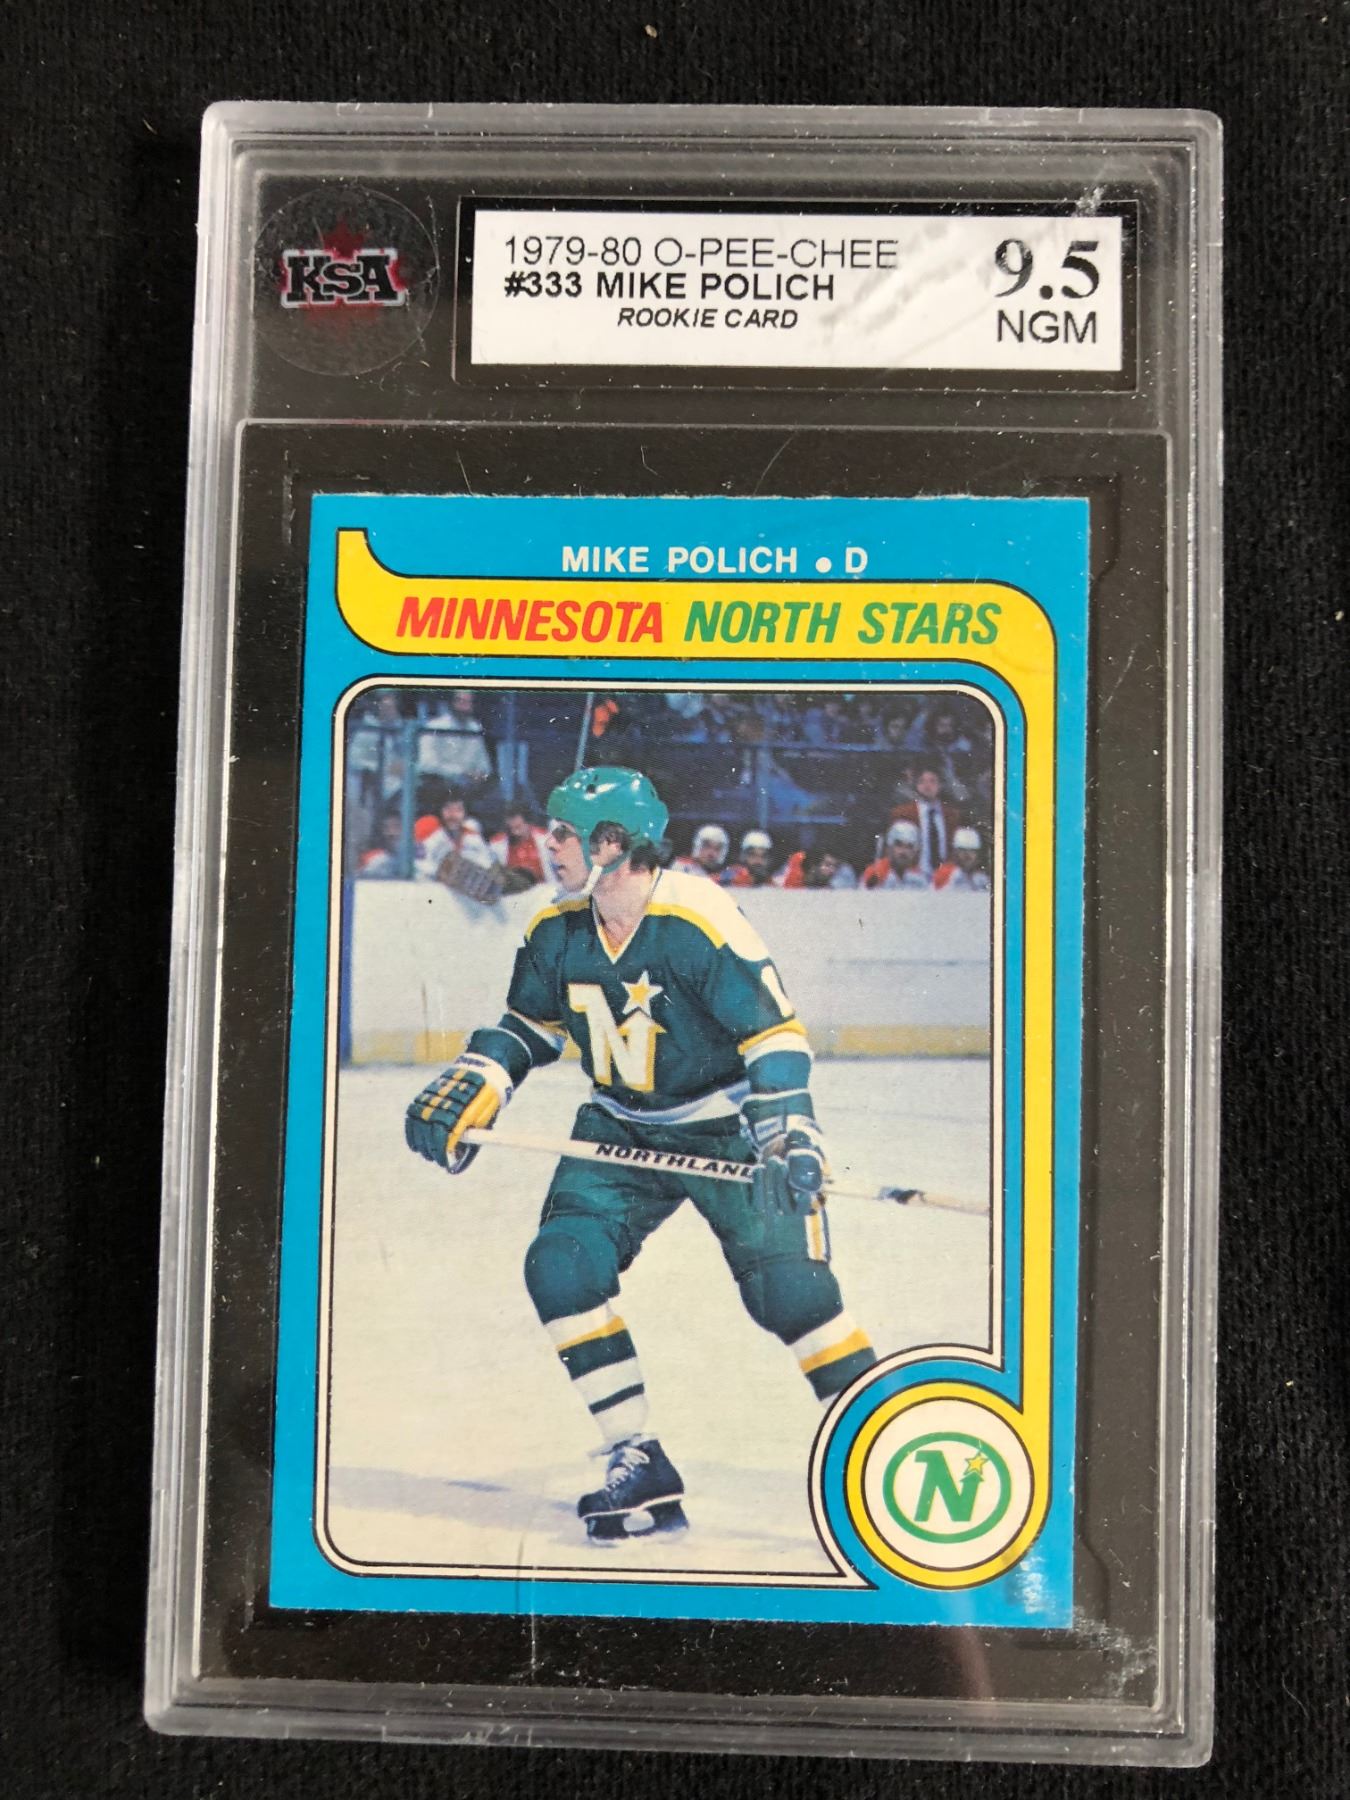 KSA
1979-80 O-PEE-CHEE
#333 MIKE POLICH
ROOKIE CARD
9.5
NGM
MIKE POLICH • D
MINNESOTA NORTH STARS
1
N
NORTHLAND
N